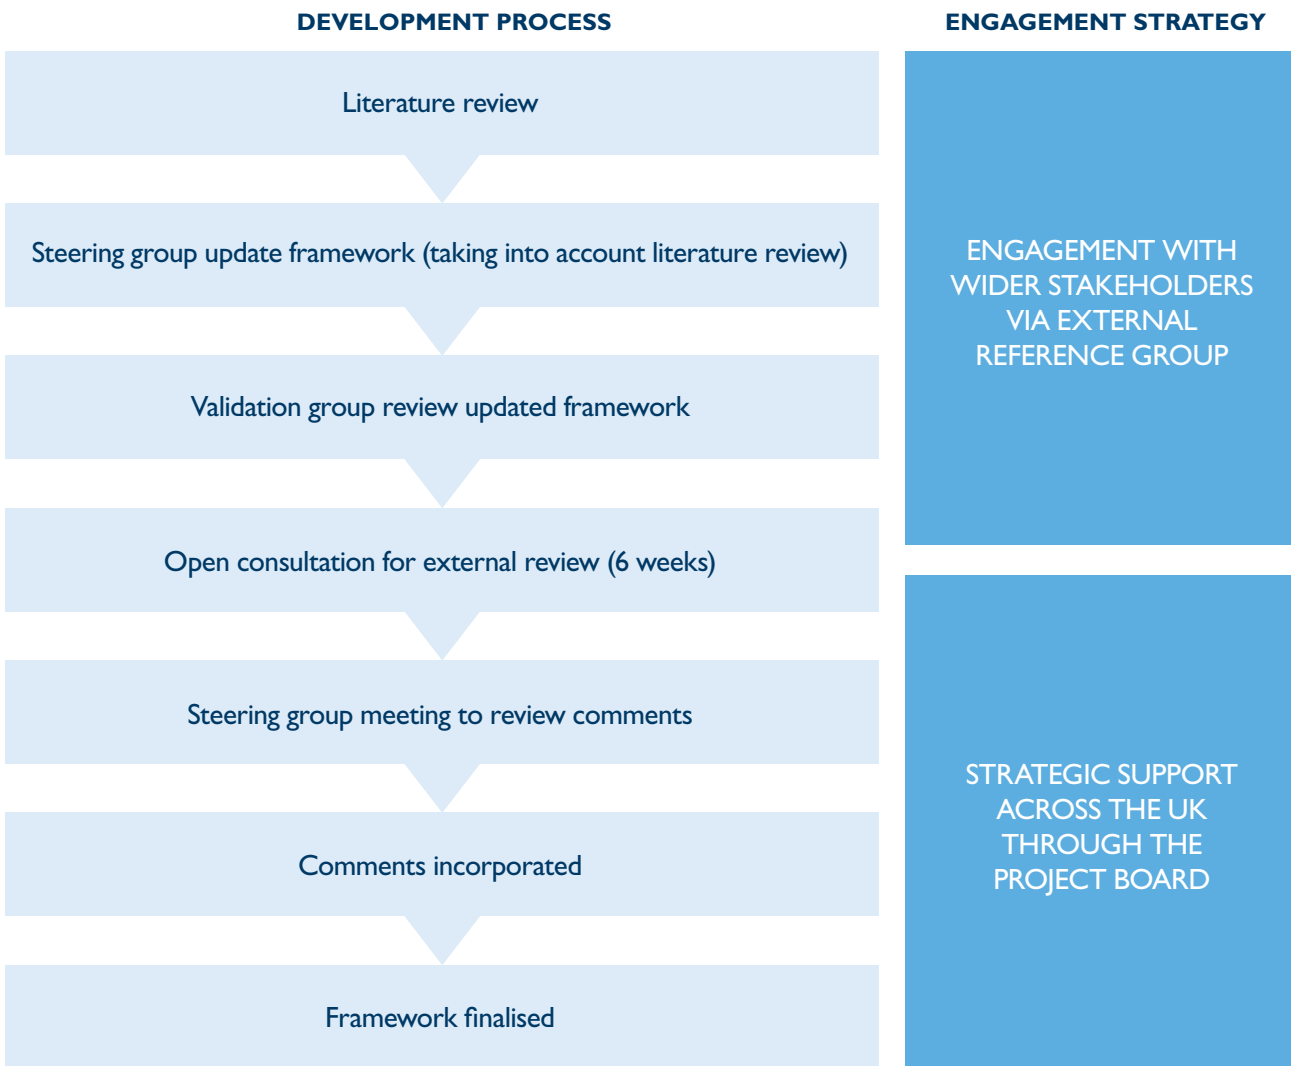 DEVELOPMENT PROCESS
Literature review
Steering group update framework (taking into account literature review)
Validation group review updated framework
Open consultation for external review (6 weeks)
Steering group meeting to review comments
Comments incorporated
Framework finalised
ENGAGEMENT STRATEGY
ENGAGEMENT WITH
WIDER STAKEHOLDERS
VIA EXTERNAL
REFERENCE GROUP
STRATEGIC SUPPORT
ACROSS THE UK
THROUGH THE
PROJECT BOARD